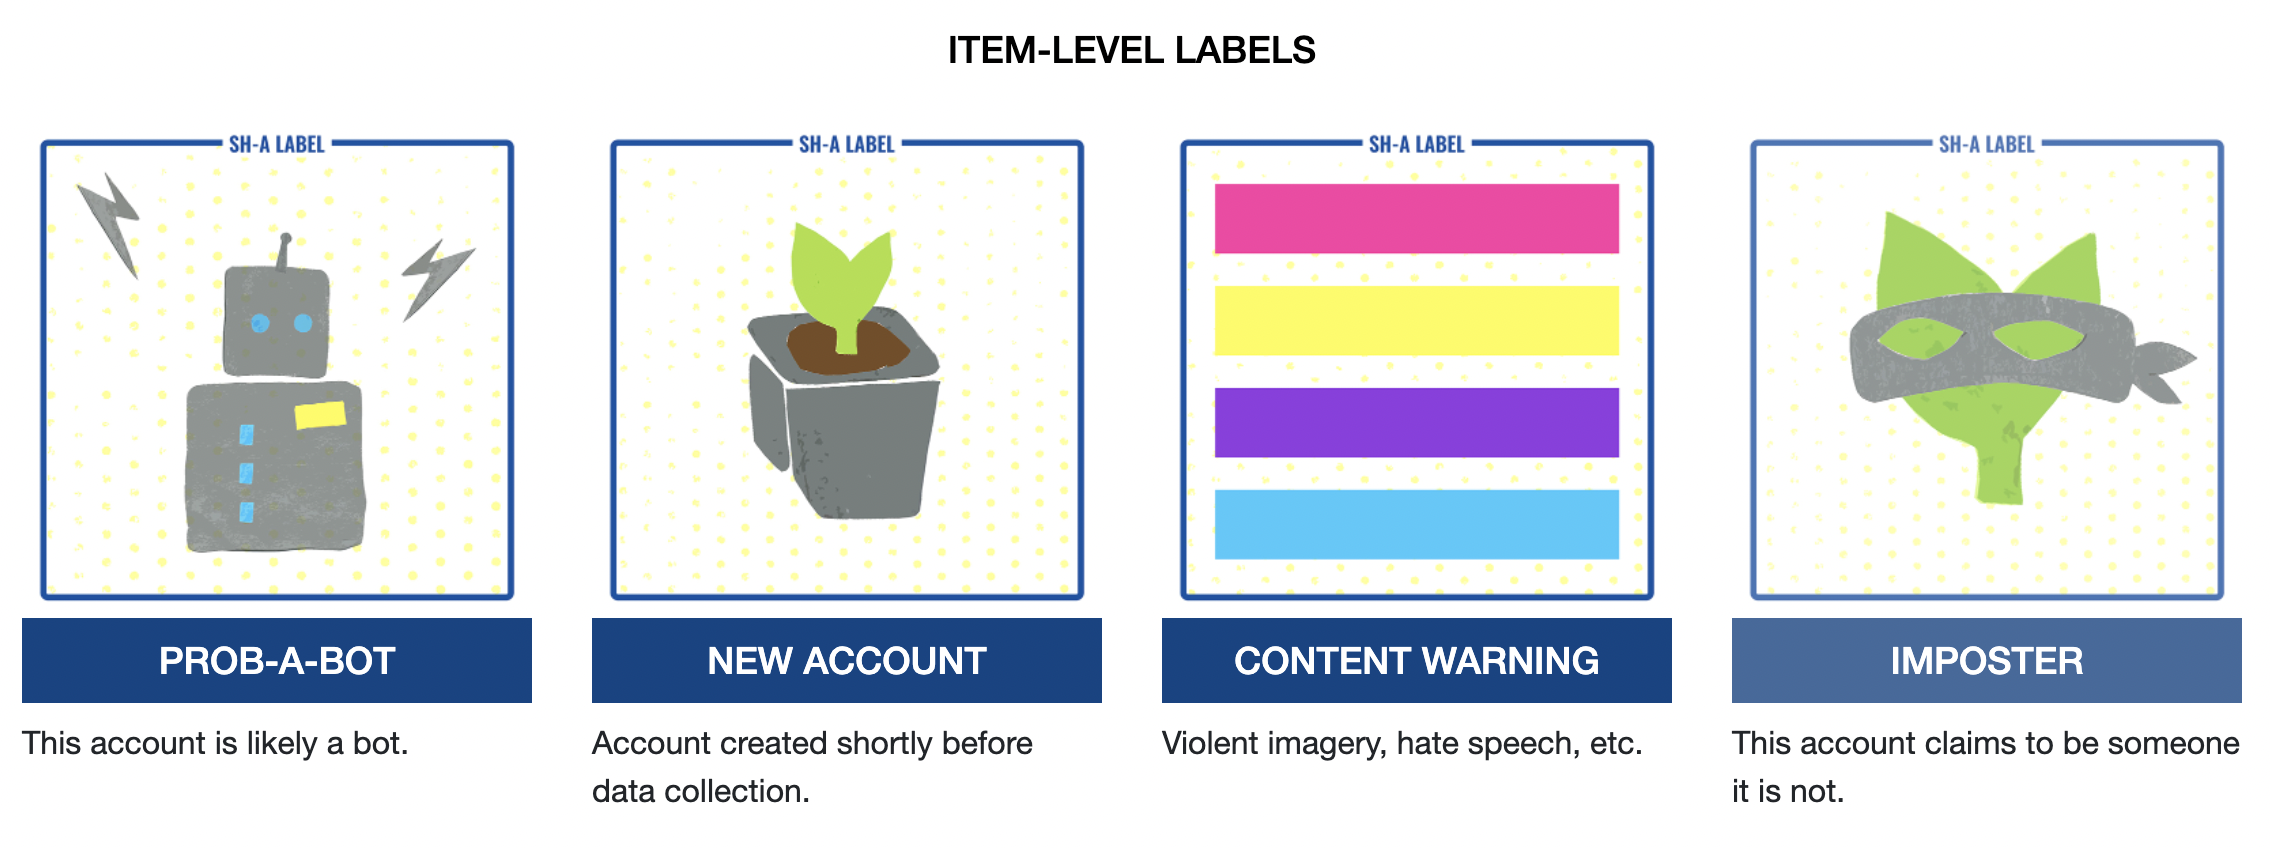 ITEM-LEVEL LABELS
SH-A LABEL
SH-A LABEL
SH-A LABEL
SH-A LABEL
PROB-A-BOT
NEW ACCOUNT
CONTENT WARNING
IMPOSTER
This account is likely a bot.
Account created shortly before
data collection.
Violent imagery, hate speech, etc.
This account claims to be someone
it is not.